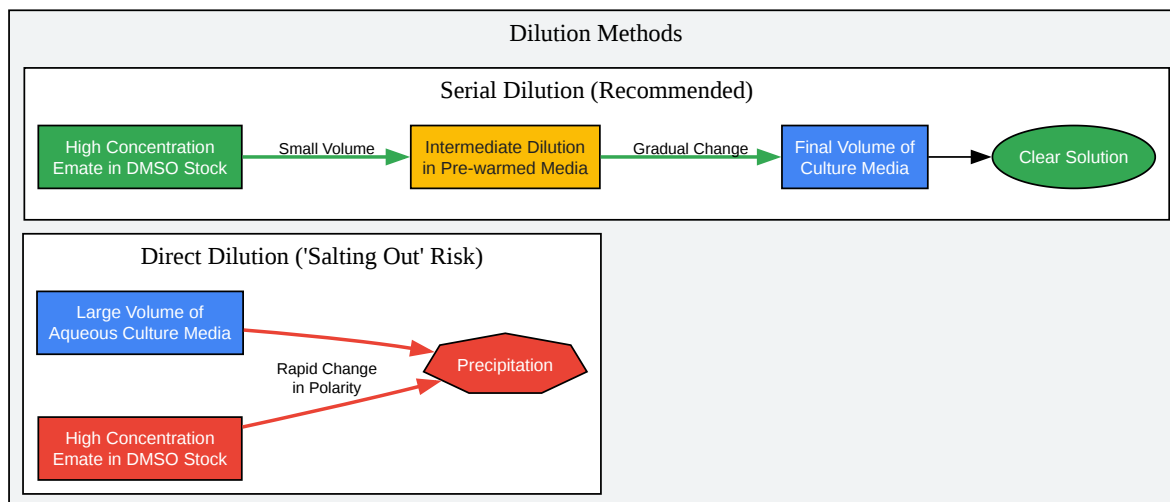 Dilution Methods
Serial Dilution (Recommended)
High Concentration
Emate in DMSO Stock
Small Volume
Intermediate Dilution
in Pre-warmed Media
Gradual Change
Final Volume of
Culture Media
Clear Solution
Direct Dilution ('Salting Out' Risk)
Large Volume of
Aqueous Culture Media
Rapid Change
in Polarity
Precipitation
High Concentration
Emate in DMSO Stock